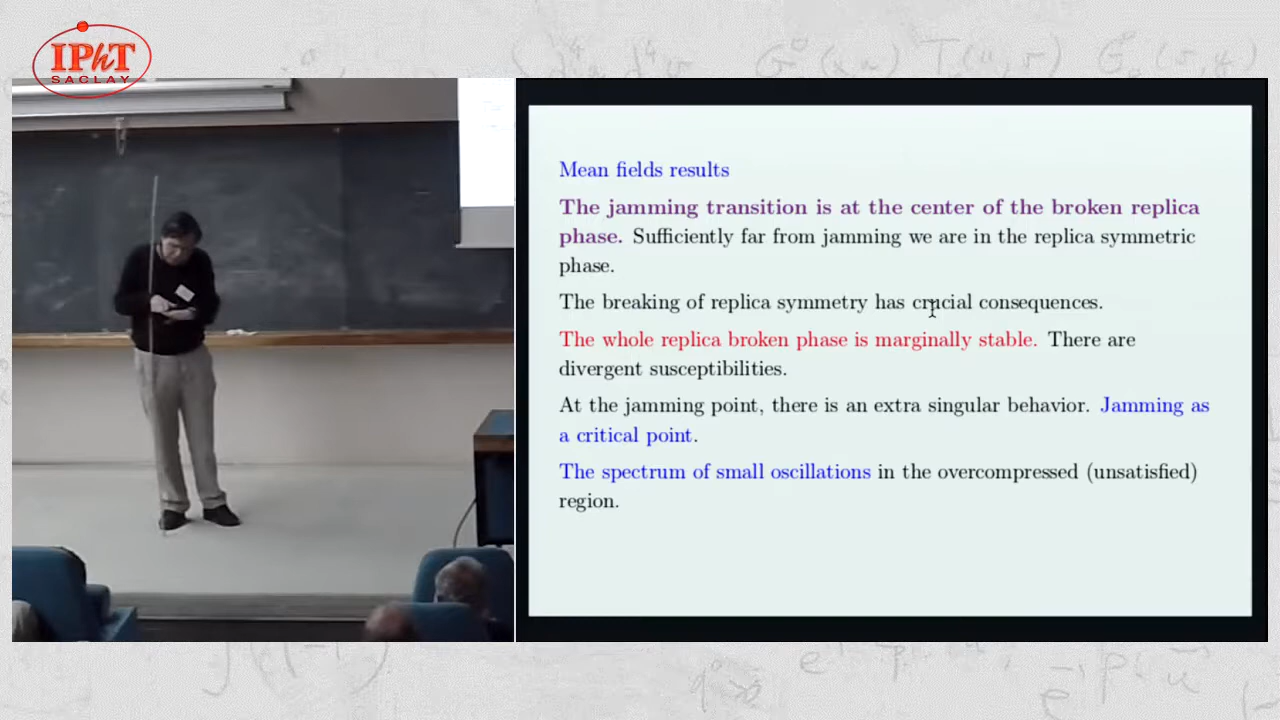 IPhT
SACLAY
Mean fields results
The jamming transition is at the center of the broken replica
phase. Sufficiently far from jamming we are in the replica symmetric
phase.
The breaking of replica symmetry has crucial consequences.
The whole replica broken phase is marginally stable. There are
divergent susceptibilities.
At the jamming point, there is an extra singular behavior. Jamming as
a critical point.
The spectrum of small oscillations in the overcompressed (unsatisfied)
region.